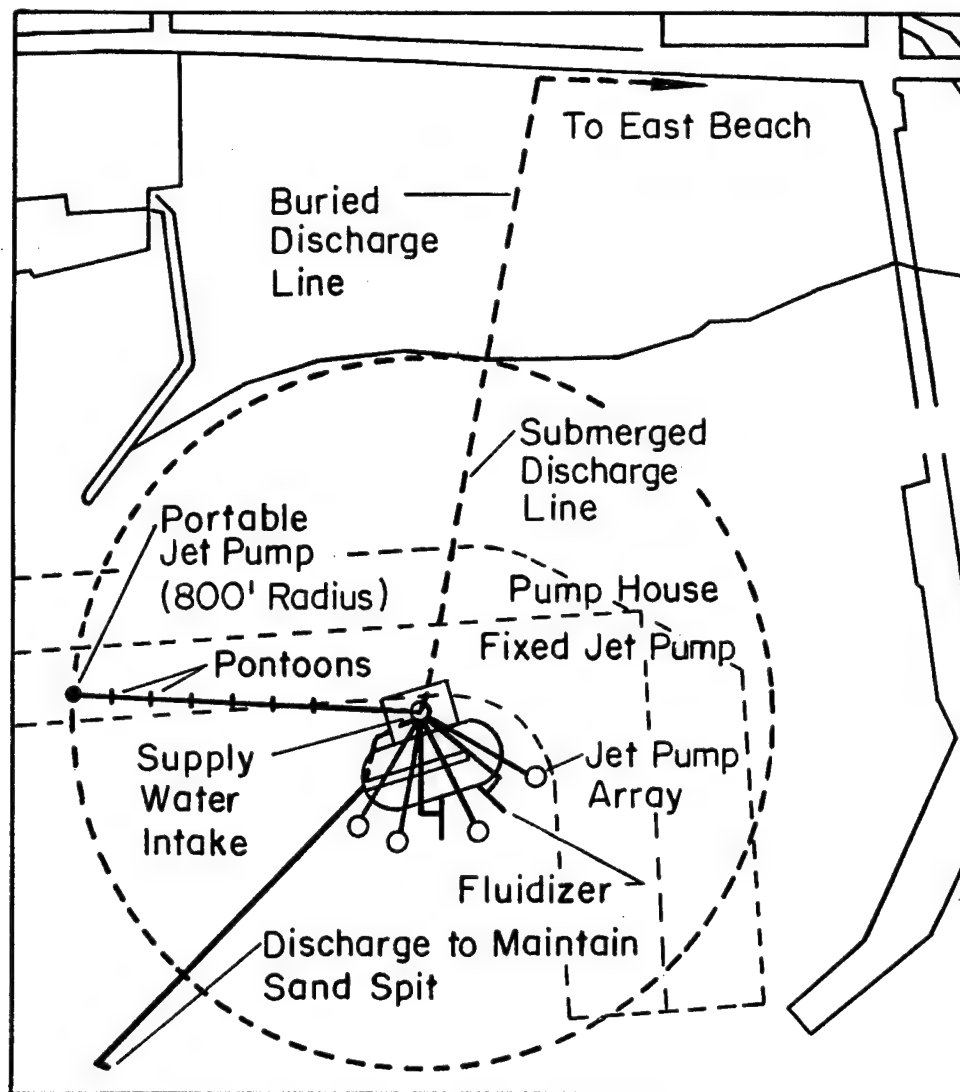 To East Beach
Buried
Discharge
Line
Submerged
Discharge
Line
Portable
Jet Pump
(800' Radius)
Pump House
Fixed Jet Pump
Pontoons
Supply
Water
Intake
Jet Pump
Array
Fluidizer
Discharge to Maintain
Sand Spit